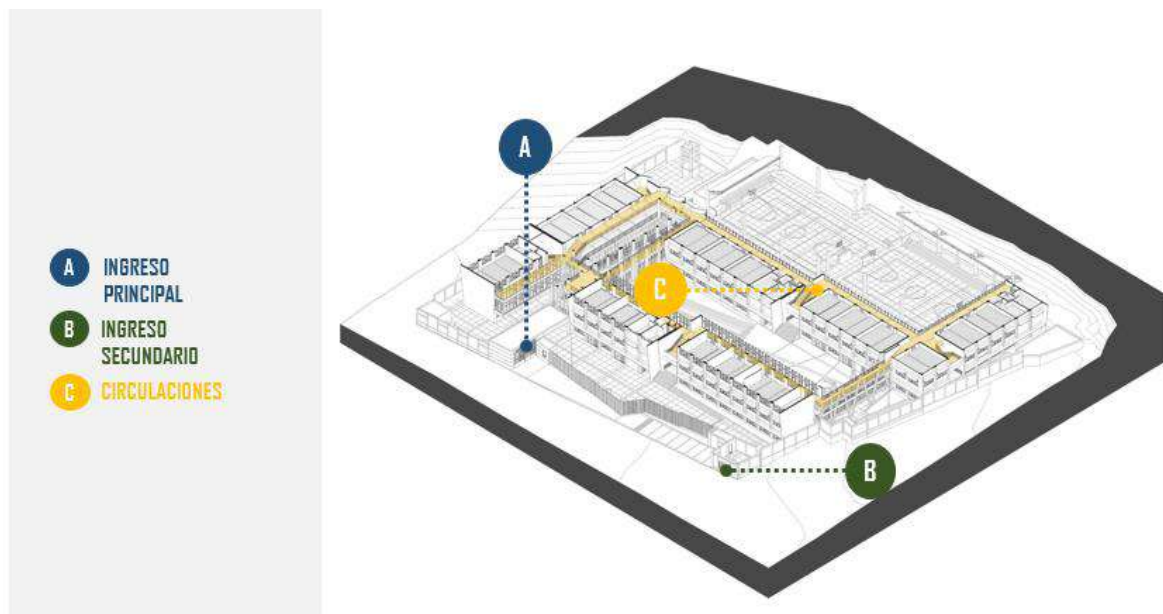 A INGRESO
PRINCIPAL
B INGRESO
SECUNDARIO
C CIRCULACIONES
A
C
B